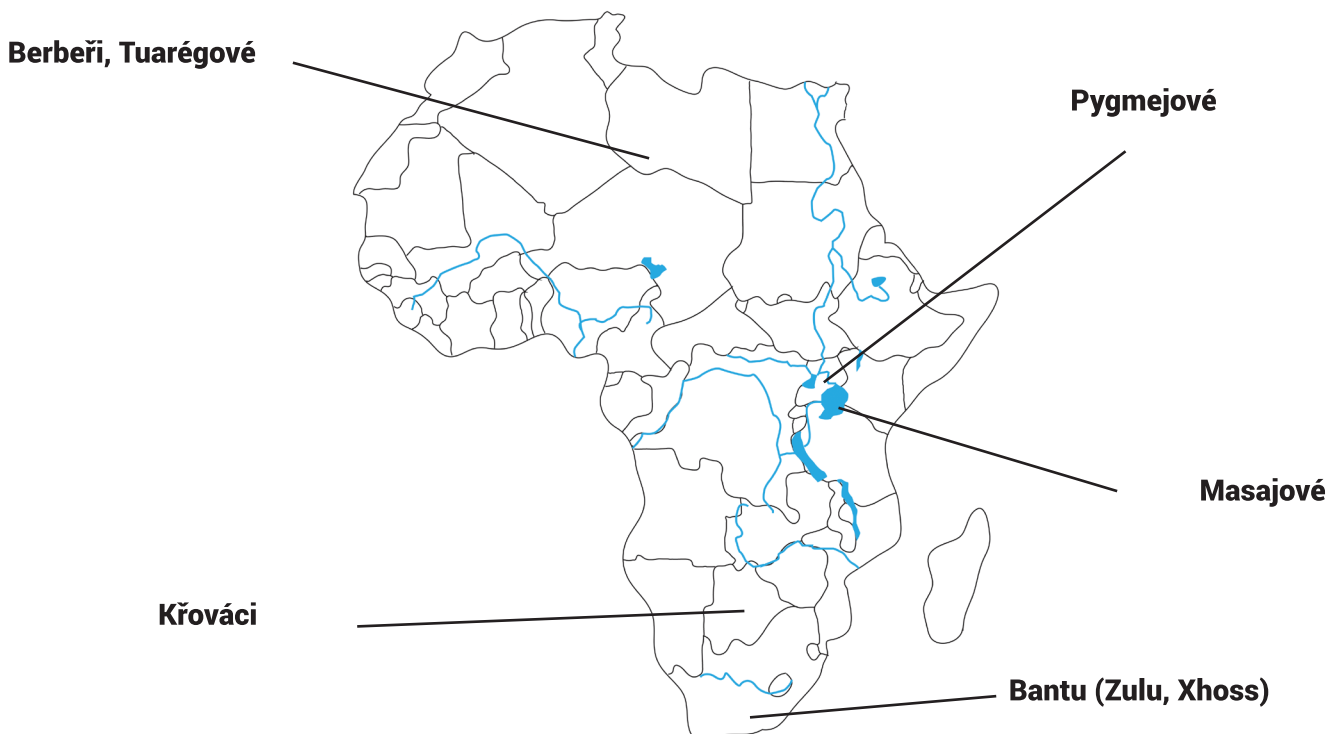 Berbeři, Tuarégové
Pygmejové
Masajové
Křováci
Bantu (Zulu, Xhoss)